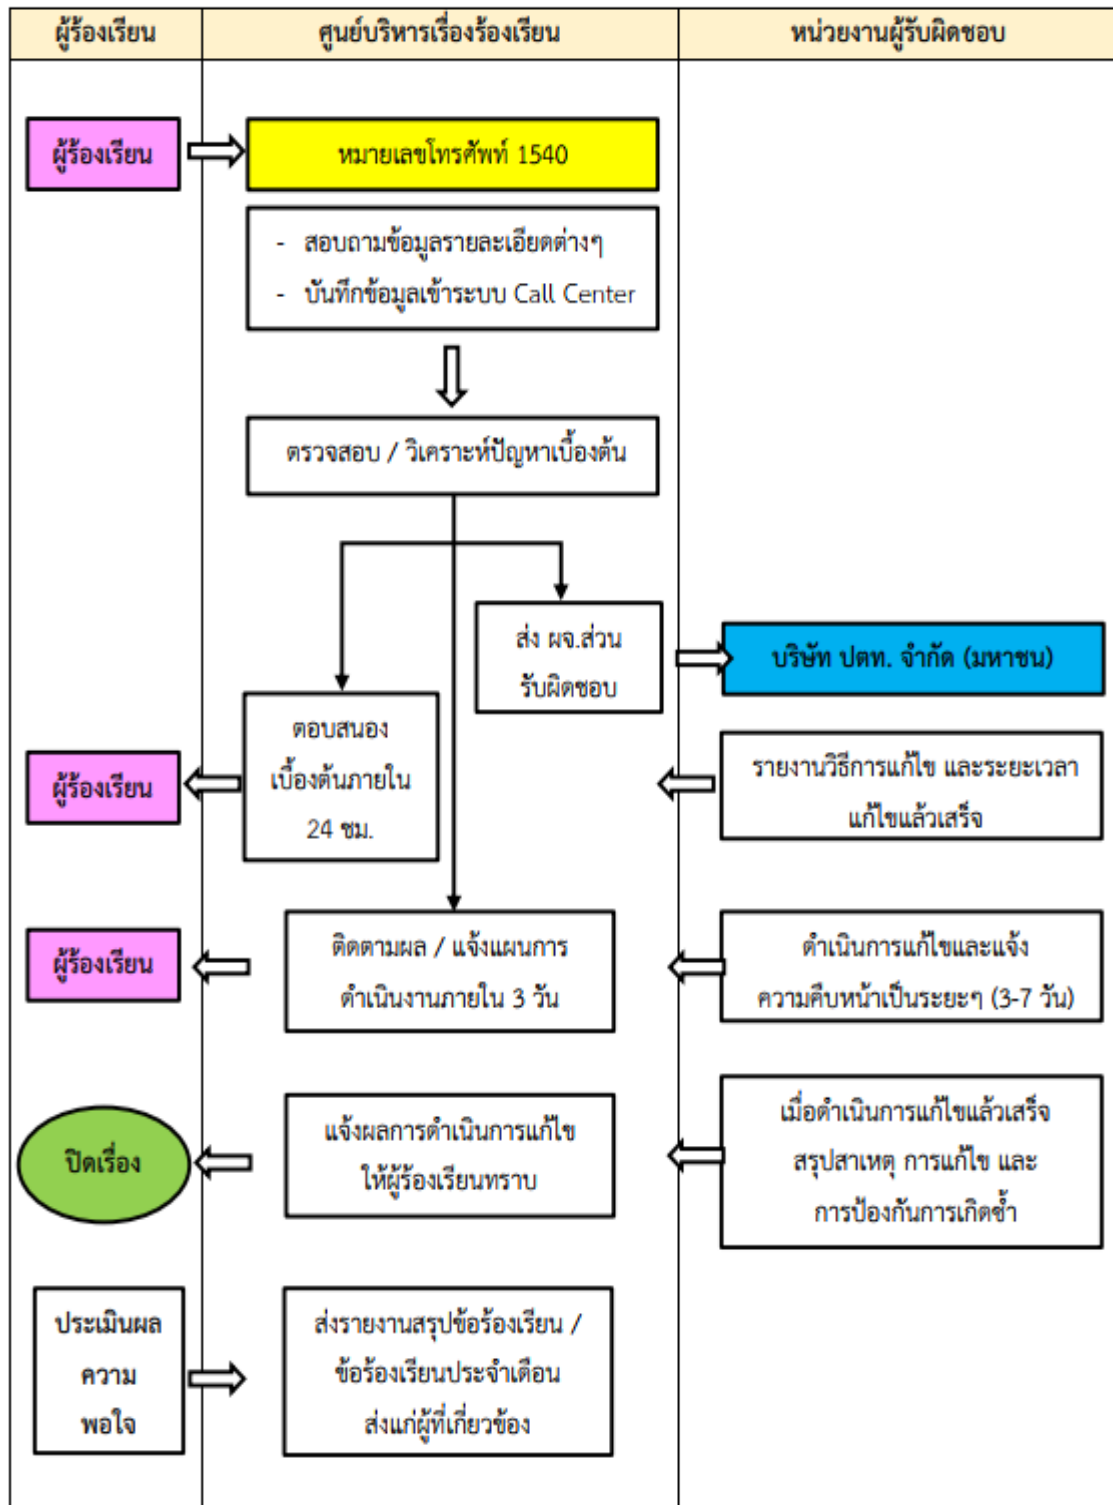 ผู้ร้องเรียน
ศูนย์บริหารเรื่องร้องเรียน
หน่วยงานผู้รับผิดชอบ
ผู้ร้องเรียน
หมายเลขโทรศัพท์ 1540
- สอบถามข้อมูลรายละเอียดต่างๆ
- บันทึกข้อมูลเข้าระบบ Call Center
ตรวจสอบ / วิเคราะห์ปัญหาเบื้องต้น
ส่ง ผจ.ส่วน
รับผิดชอบ
บริษัท ปตท. จำกัด (มหาชน)
ผู้ร้องเรียน
ตอบสนอง
เบื้องต้นภายใน
24 ชม.
รายงานวิธีการแก้ไข และระยะเวลา
แก้ไขแล้วเสร็จ
ผู้ร้องเรียน
ติดตามผล / แจ้งแผนการ
ดำเนินงานภายใน 3 วัน
ดำเนินการแก้ไขและแจ้ง
ความคืบหน้าเป็นระยะๆ (3-7 วัน)
ปิดเรื่อง
แจ้งผลการดำเนินการแก้ไข
ให้ผู้ร้องเรียนทราบ
เมื่อดำเนินการแก้ไขแล้วเสร็จ
สรุปสาเหตุ การแก้ไข และ
การป้องกันการเกิดซ้ำ
ประเมินผล
ความ
พอใจ
ส่งรายงานสรุปข้อร้องเรียน /
ข้อร้องเรียนประจำเดือน
ส่งแก่ผู้ที่เกี่ยวข้อง